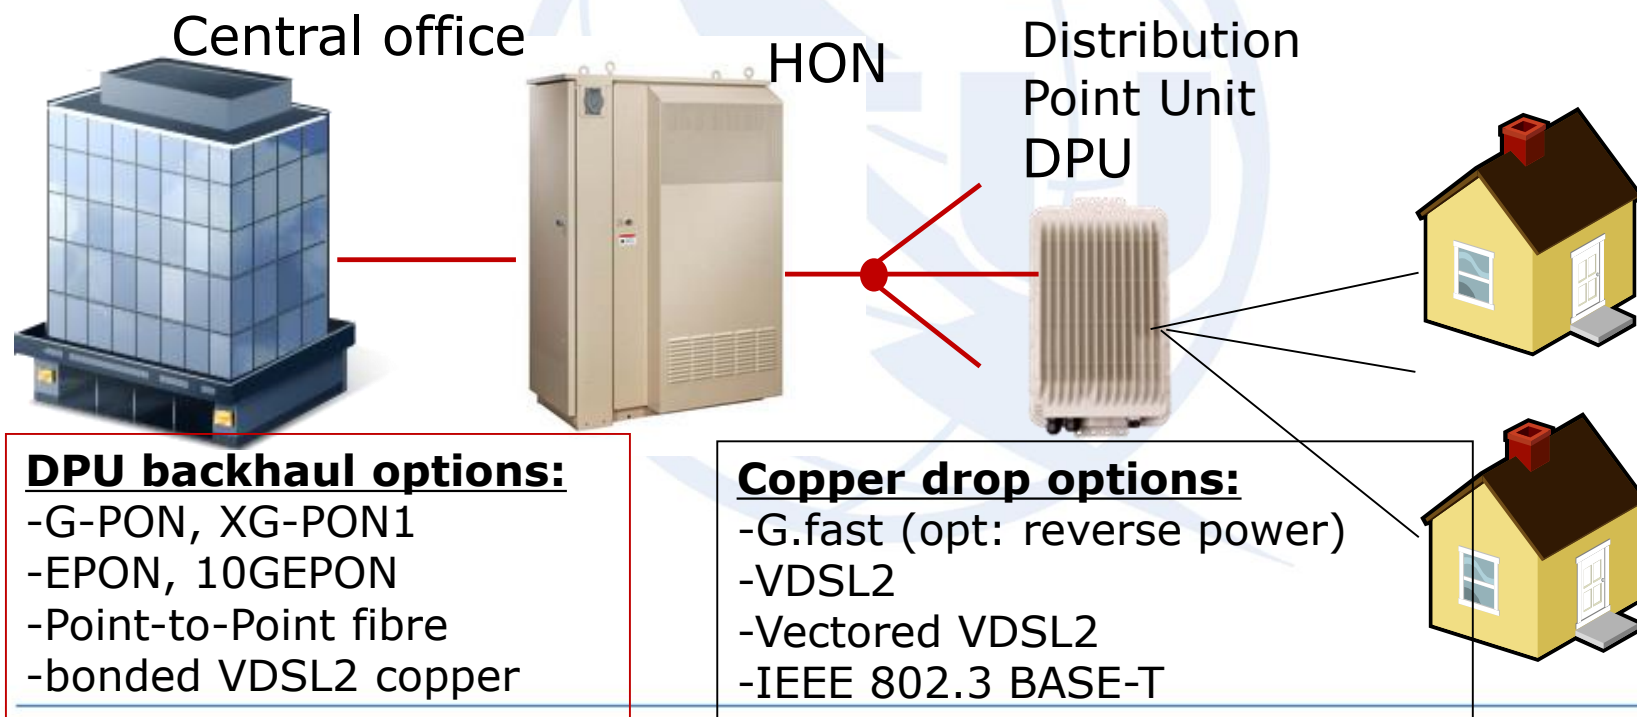 Central office
HON
Distribution
Point Unit
DPU
DPU backhaul options:
-G-PON, XG-PON1
-EPON, 10GEPON
-Point-to-Point fibre
-bonded VDSL2 copper
Copper drop options:
-G.fast (opt: reverse power)
-VDSL2
-Vectored VDSL2
-IEEE 802.3 BASE-T